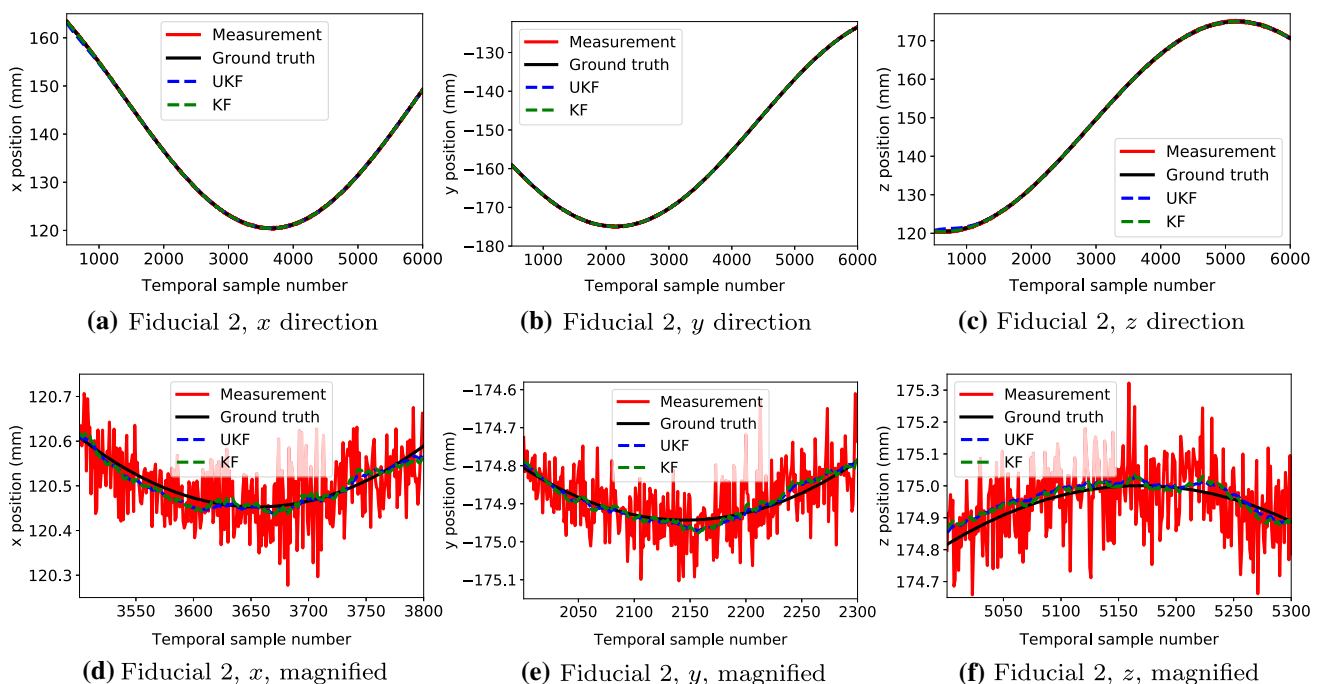 x position (mm)
160
150
140
130
120
Measurement
Ground truth
UKF
KF
1000 2000 3000 4000 5000 6000
Temporal sample number
(a) Fiducial 2, x direction
y position (mm)
−130
−140
−150
−160
−170
−180
Measurement
Ground truth
UKF
KF
1000 2000 3000 4000 5000 6000
Temporal sample number
(b) Fiducial 2, y direction
z position (mm)
170
160
150
140
130
120
Measurement
Ground truth
UKF
KF
1000 2000 3000 4000 5000 6000
Temporal sample number
(c) Fiducial 2, z direction
x position (mm)
120.7
120.6
120.5
120.4
120.3
Measurement
Ground truth
UKF
KF
3550 3600 3650 3700 3750 3800
Temporal sample number
(d) Fiducial 2, x, magnified
y position (mm)
−174.6
−174.7
−174.8
−174.9
−175.0
−175.1
Measurement
Ground truth
UKF
KF
2050 2100 2150 2200 2250 2300
Temporal sample number
(e) Fiducial 2, y, magnified
z position (mm)
175.3
175.2
175.1
175.0
174.9
174.8
174.7
Measurement
Ground truth
UKF
KF
5050 5100 5150 5200 5250 5300
Temporal sample number
(f) Fiducial 2, z, magnified